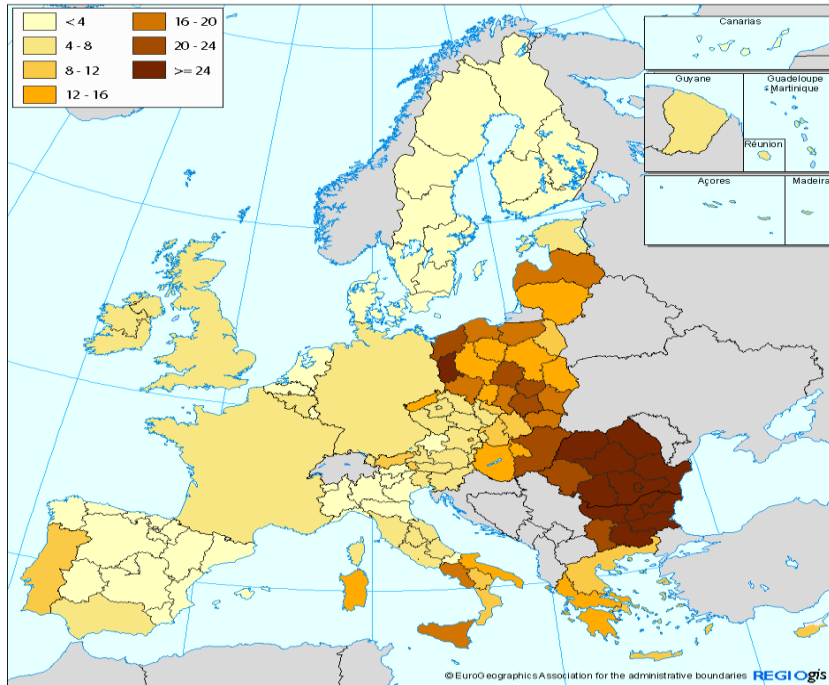 < 4
4 - 8
8 - 12
12 - 16
16 - 20
20 - 24
>= 24
Canarias
Guyane
Guadeloupe
Martinique
Réunion
Açores
Madeira
© EuroGeographics Association for the administrative boundaries
REGIOgis